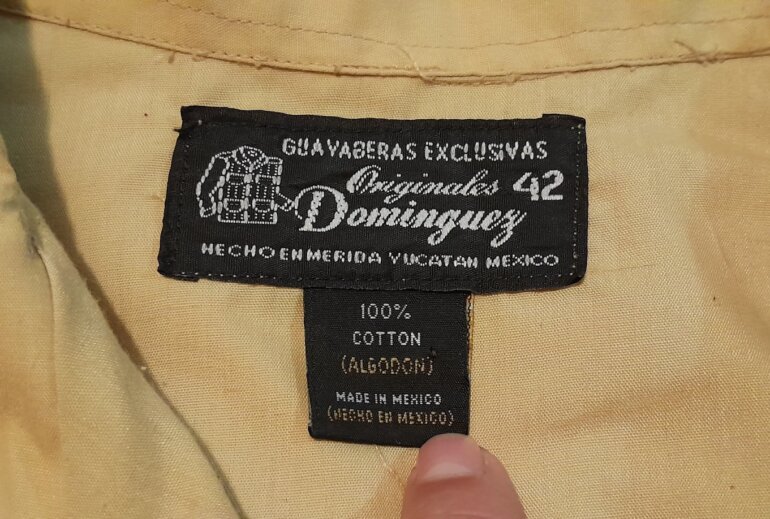 GUAYABERAS EXCLUSIVAS
Originales 42
Dominguez
HECHO EN MERIDA YUCATAN MEXICO
100%
COTTON
(ALGODON)
MADE IN MEXICO
(HECHO EN MEXICO)